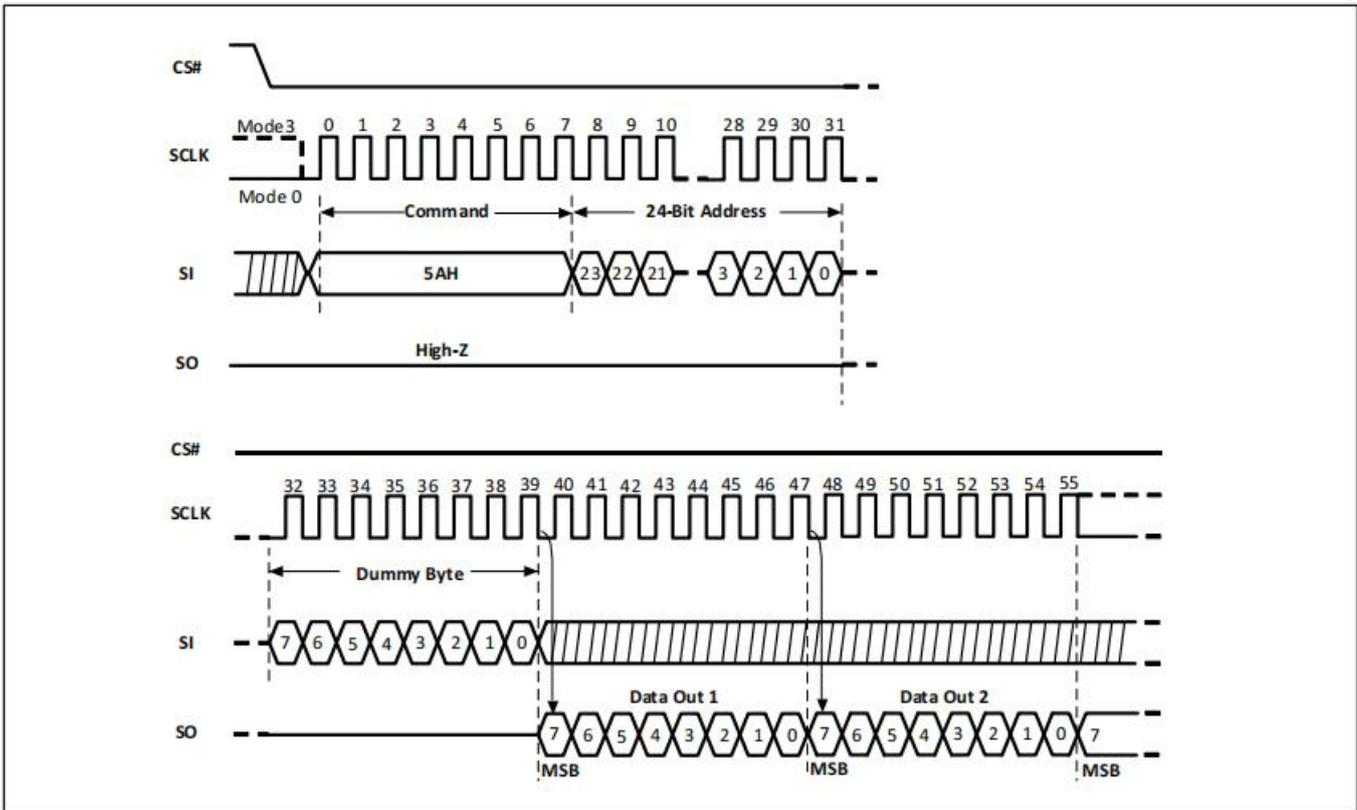 CS#
Mode3 0 1 2 3 4 5 6 7 8 9 10 28 29 30 31
SCLK
Mode 0
Command 24-Bit Address
SI 5AH 23 22 21 3 2 1 0
High-Z
SO
CS#
32 33 34 35 36 37 38 39 40 41 42 43 44 45 46 47 48 49 50 51 52 53 54 55
SCLK
Dummy Byte
SI 7 6 5 4 3 2 1 0
Data Out 1 Data Out 2
SO 7 6 5 4 3 2 1 0 7 6 5 4 3 2 1 0 7
MSB MSB MSB